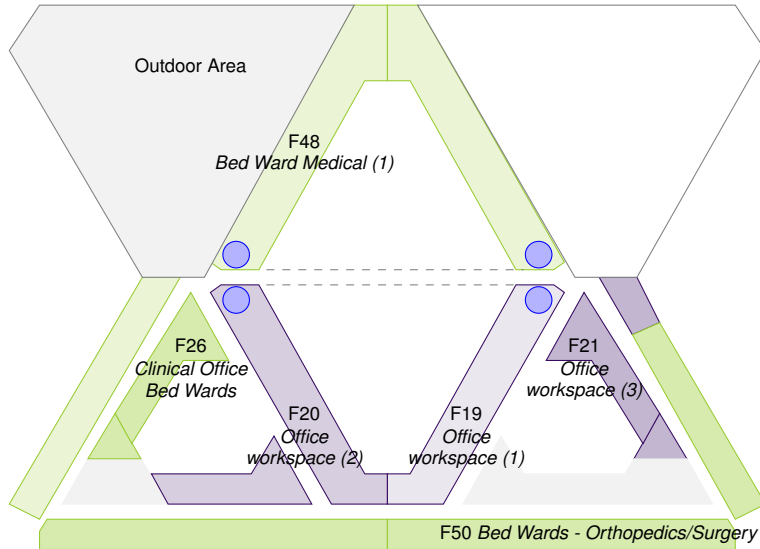 Outdoor Area
F48
Bed Ward Medical (1)
F26
Clinical Office
Bed Wards
F21
Office
workspace (3)
F20
Office
workspace (2)
F19
Office
workspace (1)
F50 Bed Wards - Orthopedics/Surgery